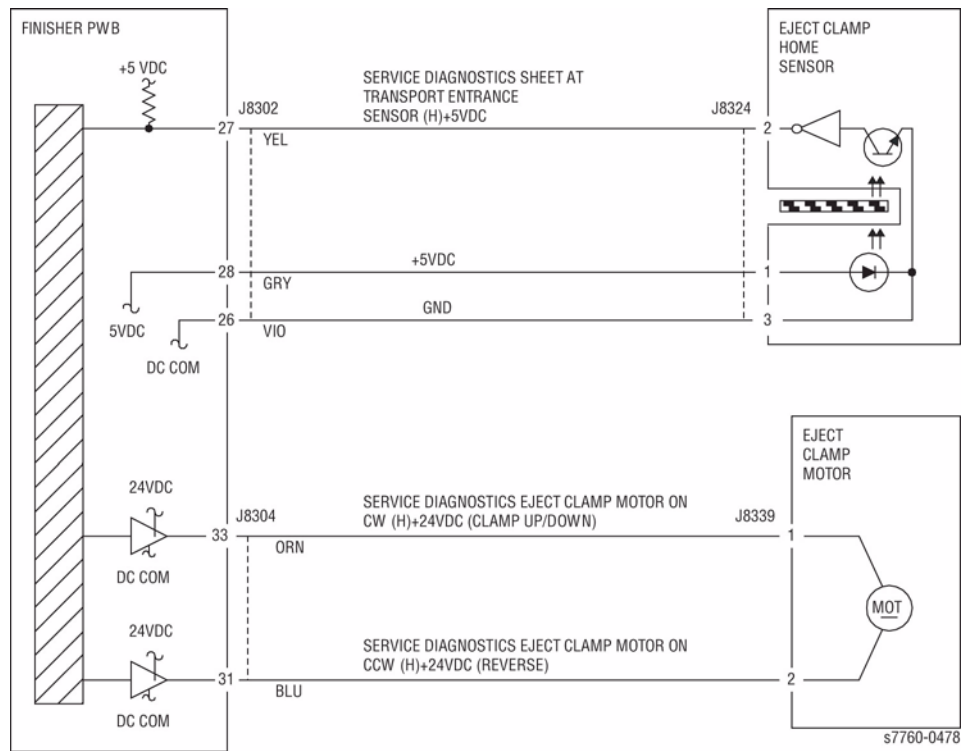 FINISHER PWB
+5 VDC
J8302
27
YEL
SERVICE DIAGNOSTICS SHEET AT
TRANSPORT ENTRANCE
SENSOR (H)+5VDC
J8324
2
EJECT CLAMP
HOME
SENSOR
28
GRY
+5VDC
1
5VDC
26
VIO
GND
3
DC COM
24VDC
J8304
33
ORN
SERVICE DIAGNOSTICS EJECT CLAMP MOTOR ON
CW (H)+24VDC (CLAMP UP/DOWN)
J8339
1
EJECT
CLAMP
MOTOR
DC COM
MOT
24VDC
31
BLU
SERVICE DIAGNOSTICS EJECT CLAMP MOTOR ON
CCW (H)+24VDC (REVERSE)
2
DC COM
s7760-0478